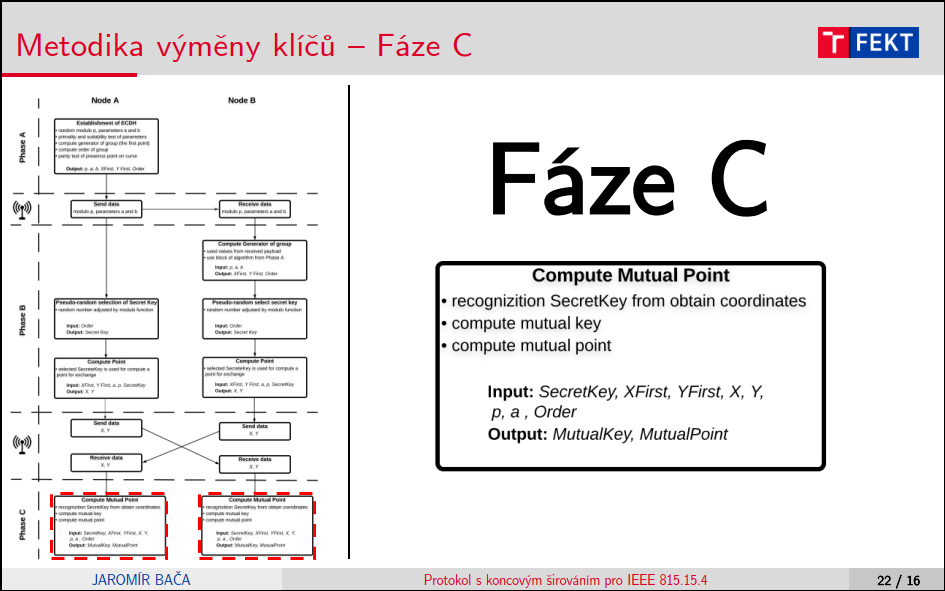 Metodika výměny klíčů – Fáze C
T FEKT
Node A
Node B
Phase A
Establishment of ECDH
• random modulo p, parameters a and b
• primality and suitability test of parameters
• compute generator of group (the first point)
• compute order of group
• parity test of presence point on curve
Output: p, a, b, XFirst, Y First, Order
Send data
modulo p, parameters a and b
Receive data
modulo p, parameters a and b
Phase B
Compute Generator of group
• used values from received payload
• use block of algorithm from Phase A
Input: p, a, b
Output: XFirst, Y First, Order
Pseudo-random selection of Secret Key
• random number adjusted by modulo function
Input: Order
Output: Secret Key
Pseudo-random select secret key
• random number adjusted by modulo function
Input: Order
Output: Secret Key
Compute Point
• selected SecreteKey is used for compute a
point for exchange
Input: XFirst, Y First, a, p, SecretKey
Output: X, Y
Compute Point
• selected SecreteKey is used for compute a
point for exchange
Input: XFirst, Y First, a, p, SecretKey
Output: X, Y
Send data
X, Y
Send data
X, Y
Receive data
X, Y
Receive data
X, Y
Phase C
Compute Mutual Point
• recognizition SecretKey from obtain coordinates
• compute mutual key
• compute mutual point
Input: SecretKey, XFirst, YFirst, X, Y,
p, a , Order
Output: MutualKey, MutualPoint
Compute Mutual Point
• recognizition SecretKey from obtain coordinates
• compute mutual key
• compute mutual point
Input: SecretKey, XFirst, YFirst, X, Y,
p, a , Order
Output: MutualKey, MutualPoint
Fáze C
Compute Mutual Point
• recognizition SecretKey from obtain coordinates
• compute mutual key
• compute mutual point
Input: SecretKey, XFirst, YFirst, X, Y,
p, a , Order
Output: MutualKey, MutualPoint
JAROMÍR BAČA
Protokol s koncovým širováním pro IEEE 815.15.4
22 / 16